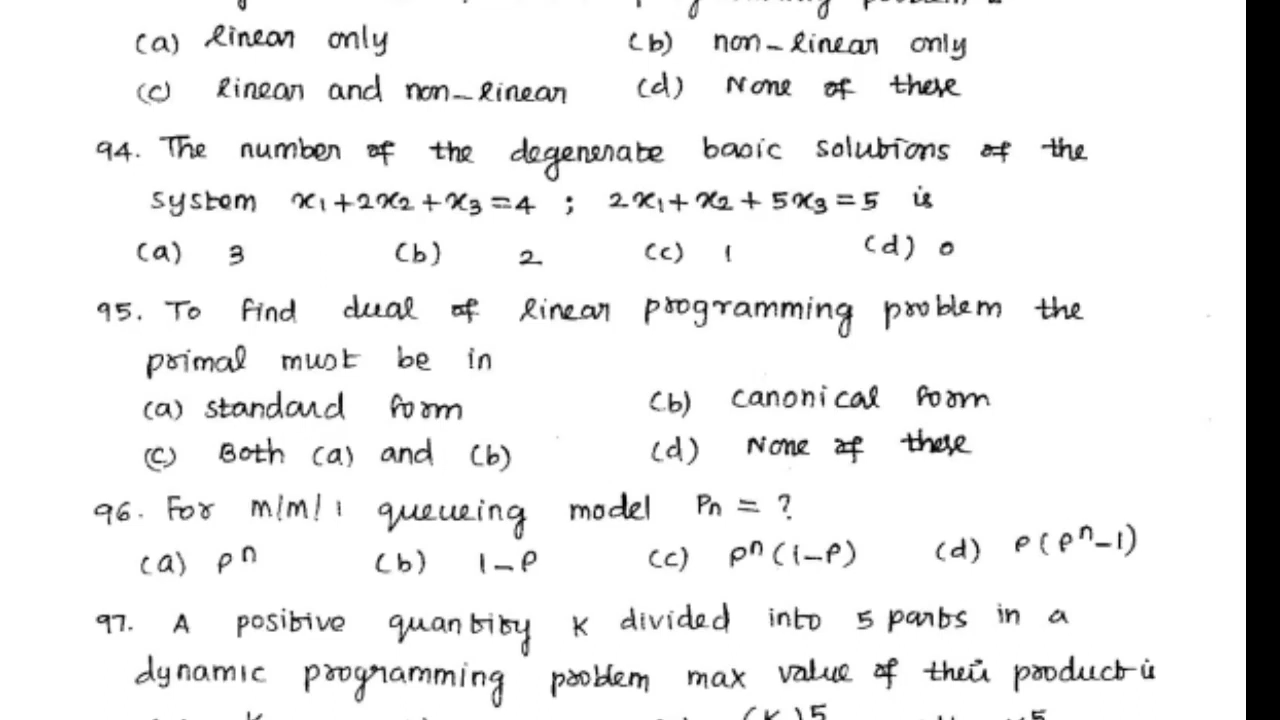 (a) linear only (b) non-linear only
(c) linear and non-linear (d) None of these
94. The number of the degenerate basic solutions of the
system x₁+2x₂+x₃=4 ; 2x₁+x₂+5x₃=5 is
(a) 3 (b) 2 (c) 1 (d) 0
95. To find dual of linear programming problem the
primal must be in
(a) standard form (b) canonical form
(c) Both (a) and (b) (d) None of these
96. For M/M/1 queueing model Pn = ?
(a) ρⁿ (b) 1-ρ (c) ρⁿ(1-ρ) (d) ρ(ρⁿ-1)
97. A positive quantity K divided into 5 parts in a
dynamic programming problem max value of their product is